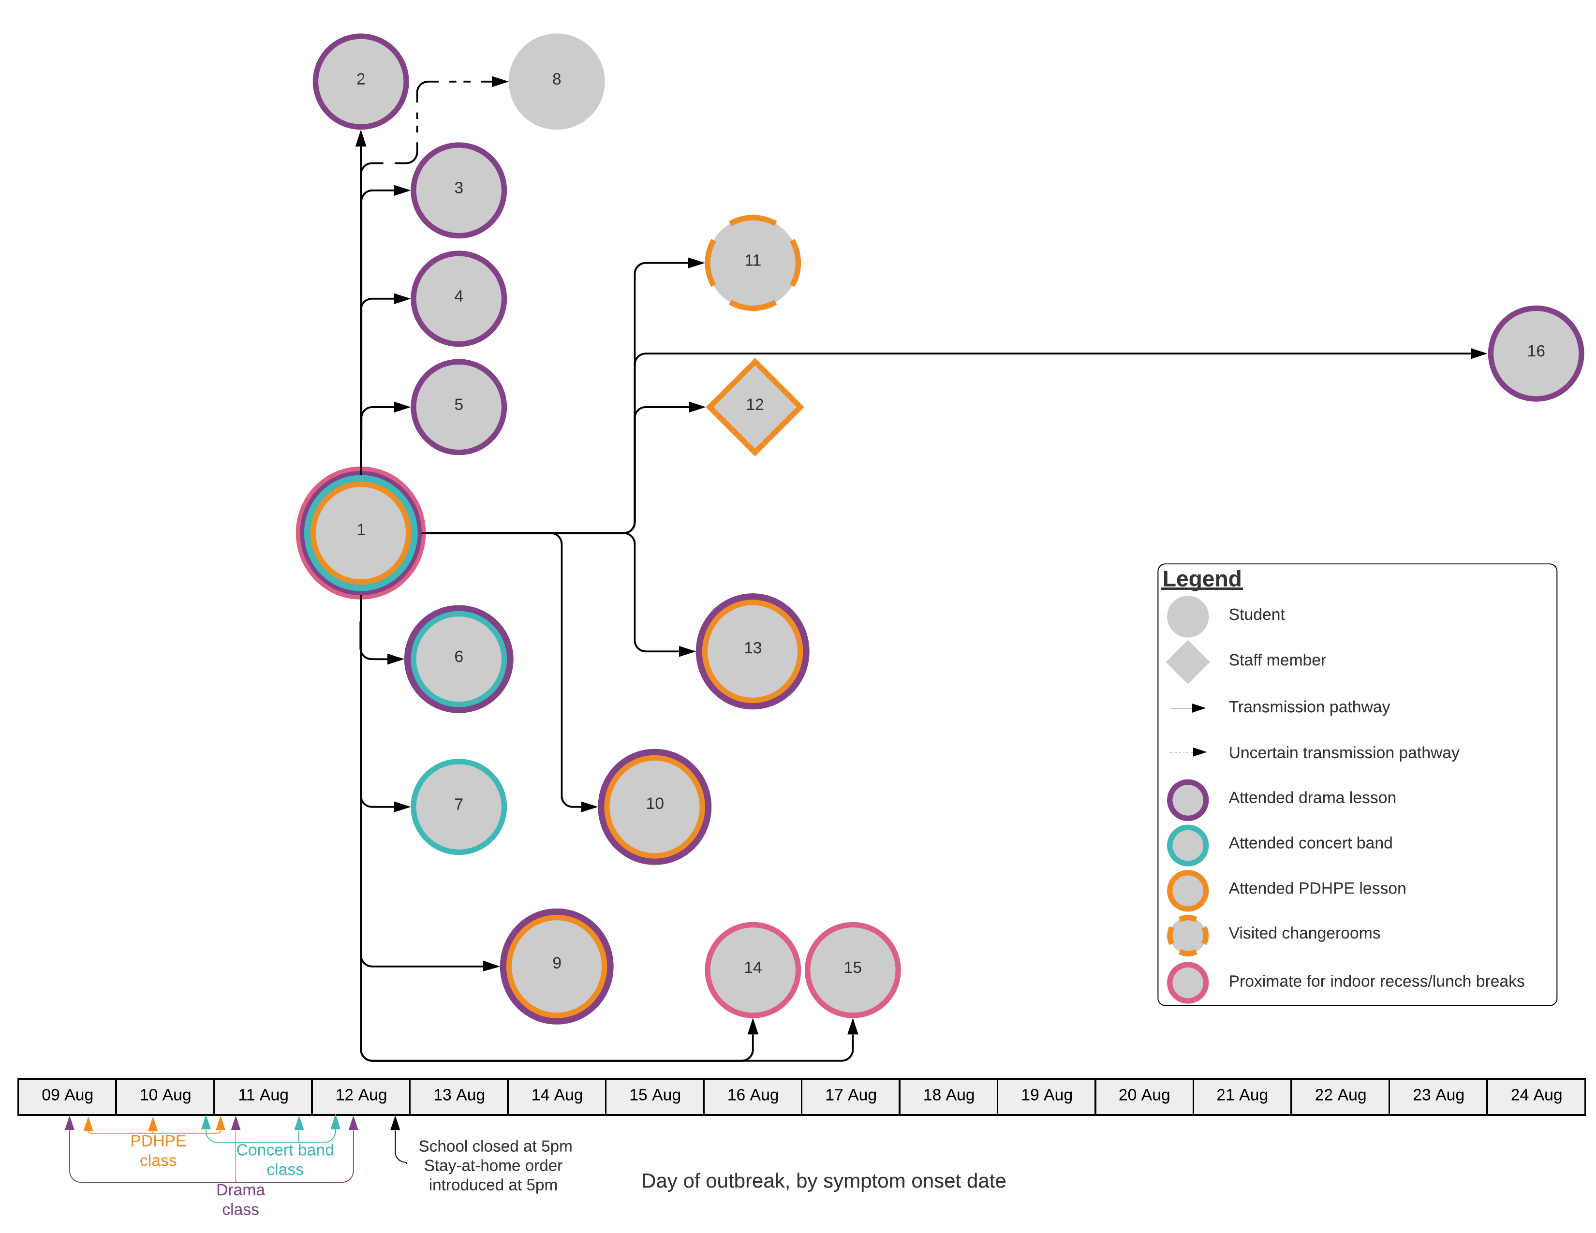 2
8
3
11
4
16
5
12
1
6
13
7
10
9
14
15
Legend
Student
Staff member
Transmission pathway
Uncertain transmission pathway
Attended drama lesson
Attended concert band
Attended PDHPE lesson
Visited changerooms
Proximate for indoor recess/lunch breaks
09 Aug
10 Aug
11 Aug
12 Aug
13 Aug
14 Aug
15 Aug
16 Aug
17 Aug
18 Aug
19 Aug
20 Aug
21 Aug
22 Aug
23 Aug
24 Aug
PDHPE
class
Concert band
class
Drama
class
School closed at 5pm
Stay-at-home order
introduced at 5pm
Day of outbreak, by symptom onset date